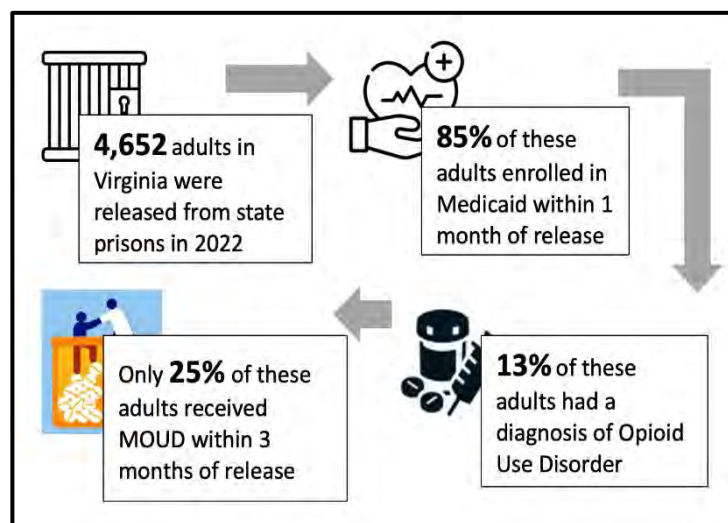 4,652 adults in
Virginia were
released from state
prisons in 2022
85% of these
adults enrolled in
Medicaid within 1
month of release
13% of these
adults had a
diagnosis of Opioid
Use Disorder
Only 25% of these
adults received
MOUD within 3
months of release